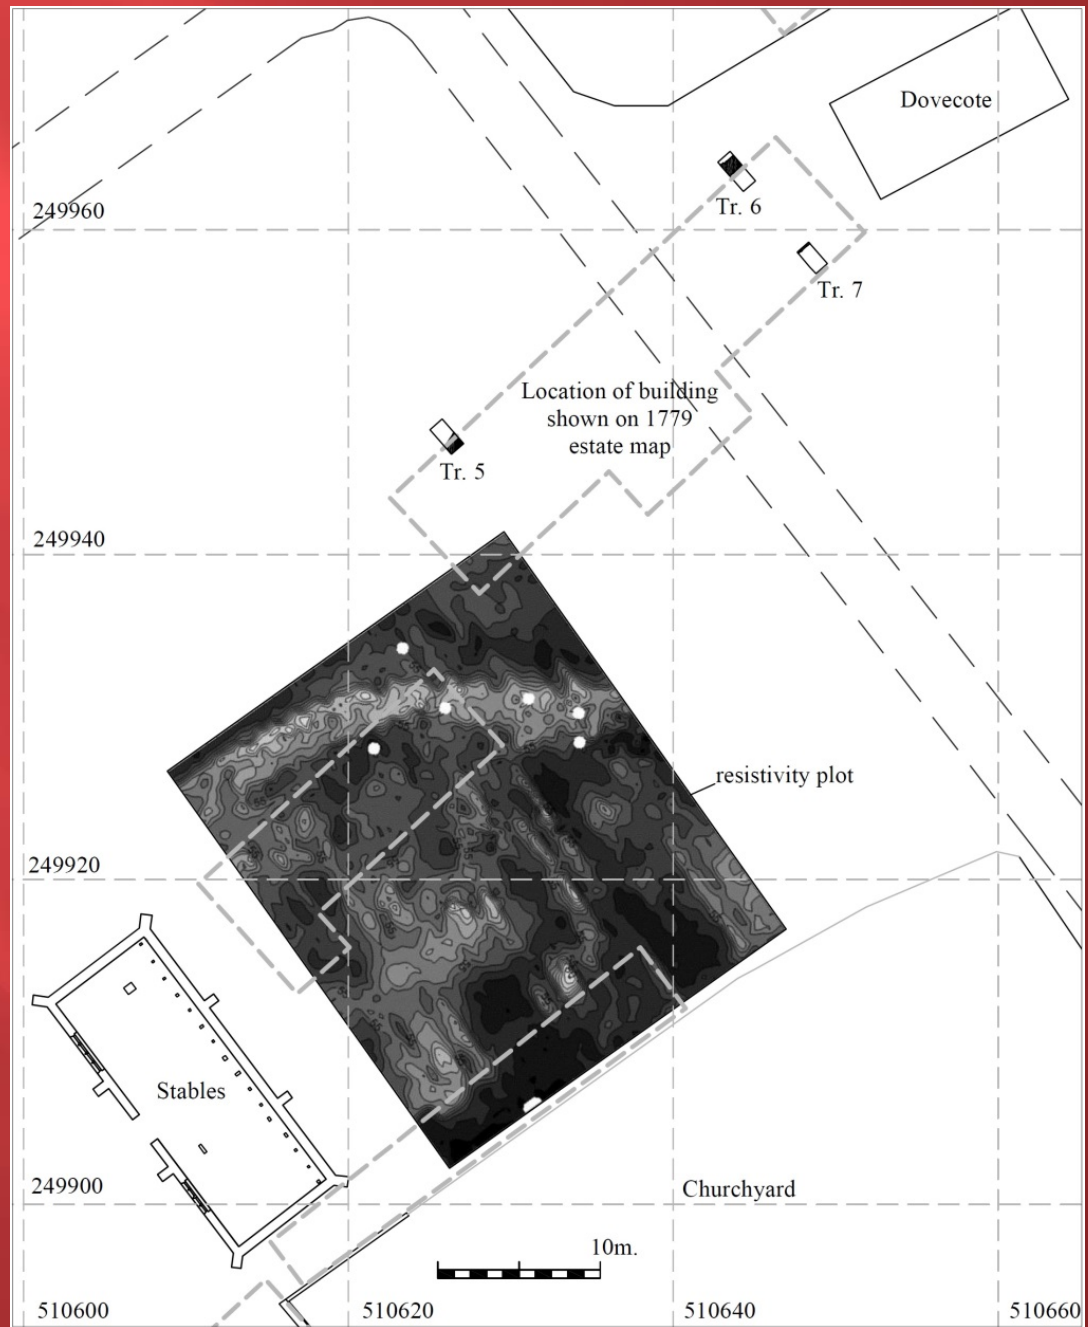 Dovecote
249960
Tr. 6
Tr. 7
Location of building
shown on 1779
estate map
Tr. 5
249940
resistivity plot
249920
Stables
249900
Churchyard
10m.
510600
510620
510640
510660